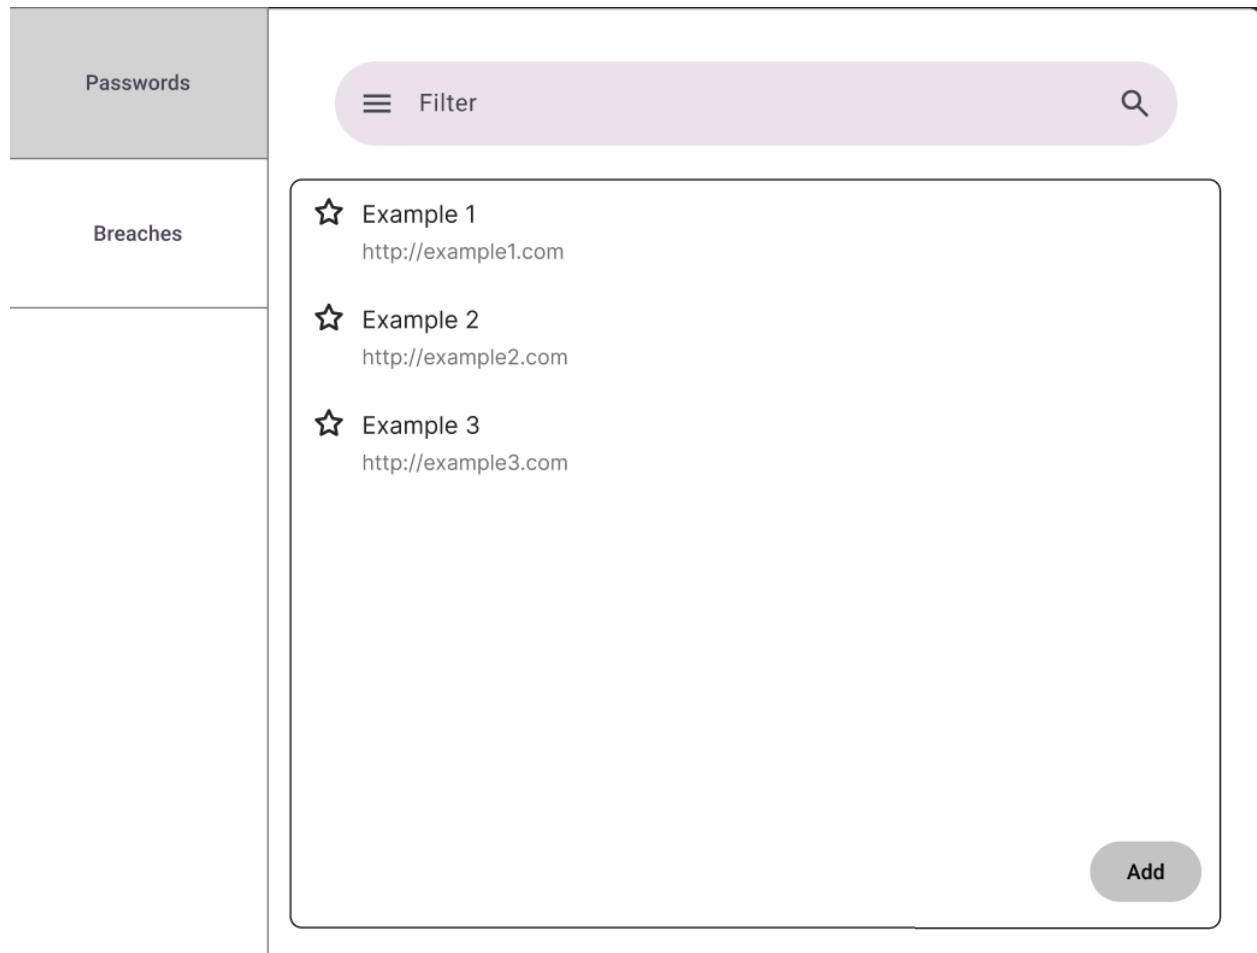 Passwords
Breaches
Filter
Example 1
http://example1.com
Example 2
http://example2.com
Example 3
http://example3.com
Add